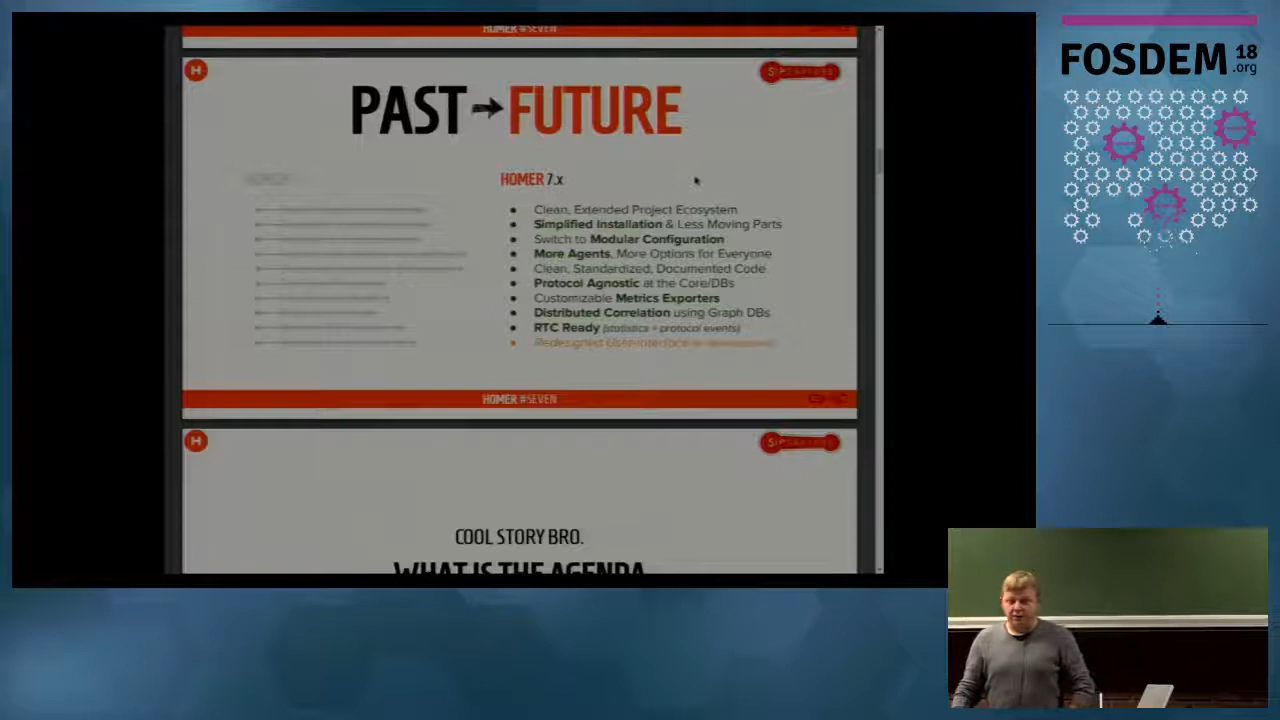 HOMER #SEVEN
H
SIPCAPTURE
PAST → FUTURE
HOMER 7.x
● Clean, Extended Project Ecosystem
● Simplified Installation & Less Moving Parts
● Switch to Modular Configuration
● More Agents, More Options for Everyone
● Clean, Standardized, Documented Code
● Protocol Agnostic at the Core/DBs
● Customizable Metrics Exporters
● Distributed Correlation using Graph DBs
● RTC Ready (statistics + protocol events)
● Redesigned User-Interface
HOMER #SEVEN
H
SIPCAPTURE
COOL STORY BRO.
WHAT IS THE AGENDA
FOSDEM 18
.org